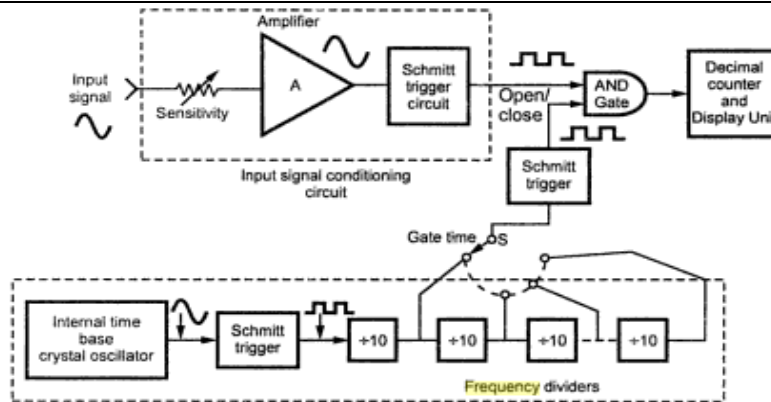 Amplifier
Input
signal
Sensitivity
A
Schmitt
trigger
circuit
Open/
close
AND
Gate
Decimal
counter
and
Display Uni
Input signal conditioning
circuit
Schmitt
trigger
Gate time
S
Internal time
base
crystal oscillator
Schmitt
trigger
÷10
÷10
÷10
÷10
Frequency dividers